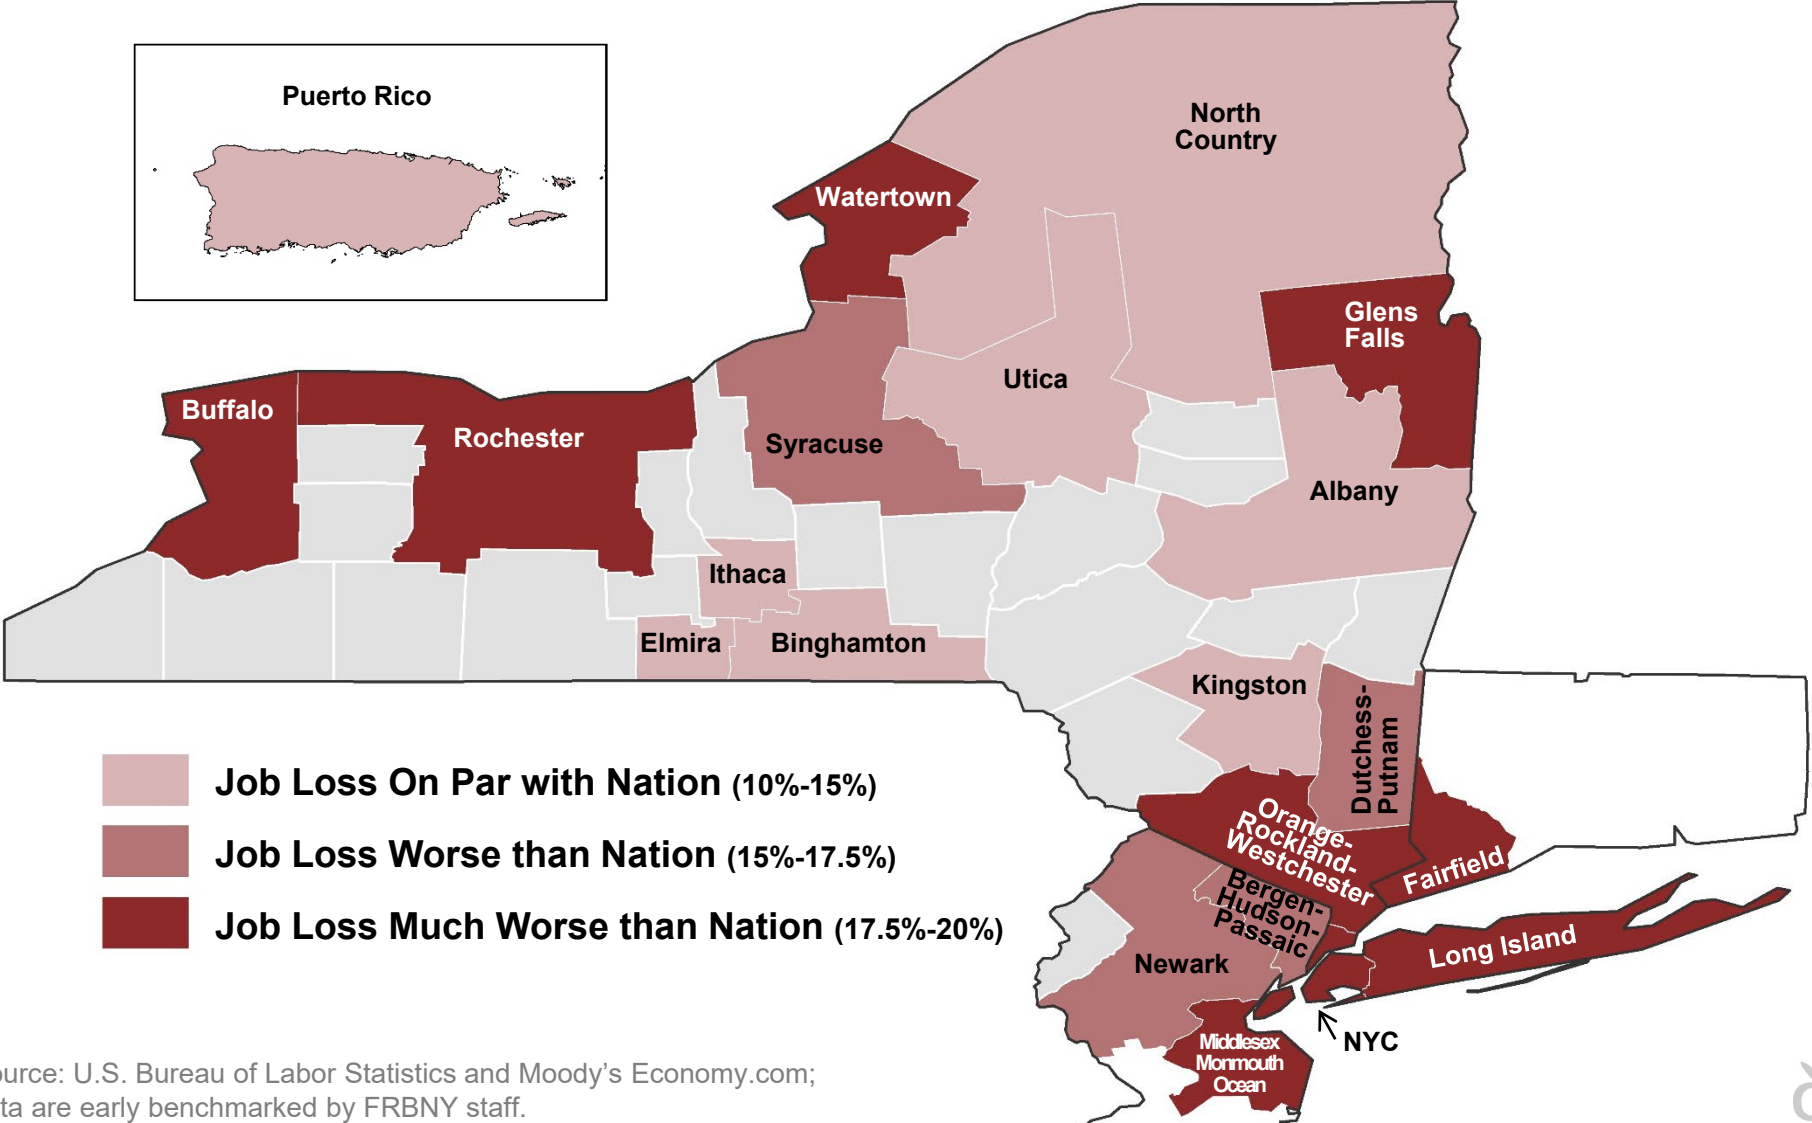 Puerto Rico
North
Country
Watertown
Glens
Falls
Buffalo
Rochester
Utica
Syracuse
Albany
Ithaca
Elmira
Binghamton
Kingston
Dutchess-
Putnam
Job Loss On Par with Nation (10%-15%)
Job Loss Worse than Nation (15%-17.5%)
Job Loss Much Worse than Nation (17.5%-20%)
Orange-
Rockland-
Westchester
Fairfield
Bergen-
Hudson-
Passaic
Long Island
Newark
NYC
Middlesex
Monmouth
Ocean
ource: U.S. Bureau of Labor Statistics and Moody's Economy.com;
ta are early benchmarked by FRBNY staff.